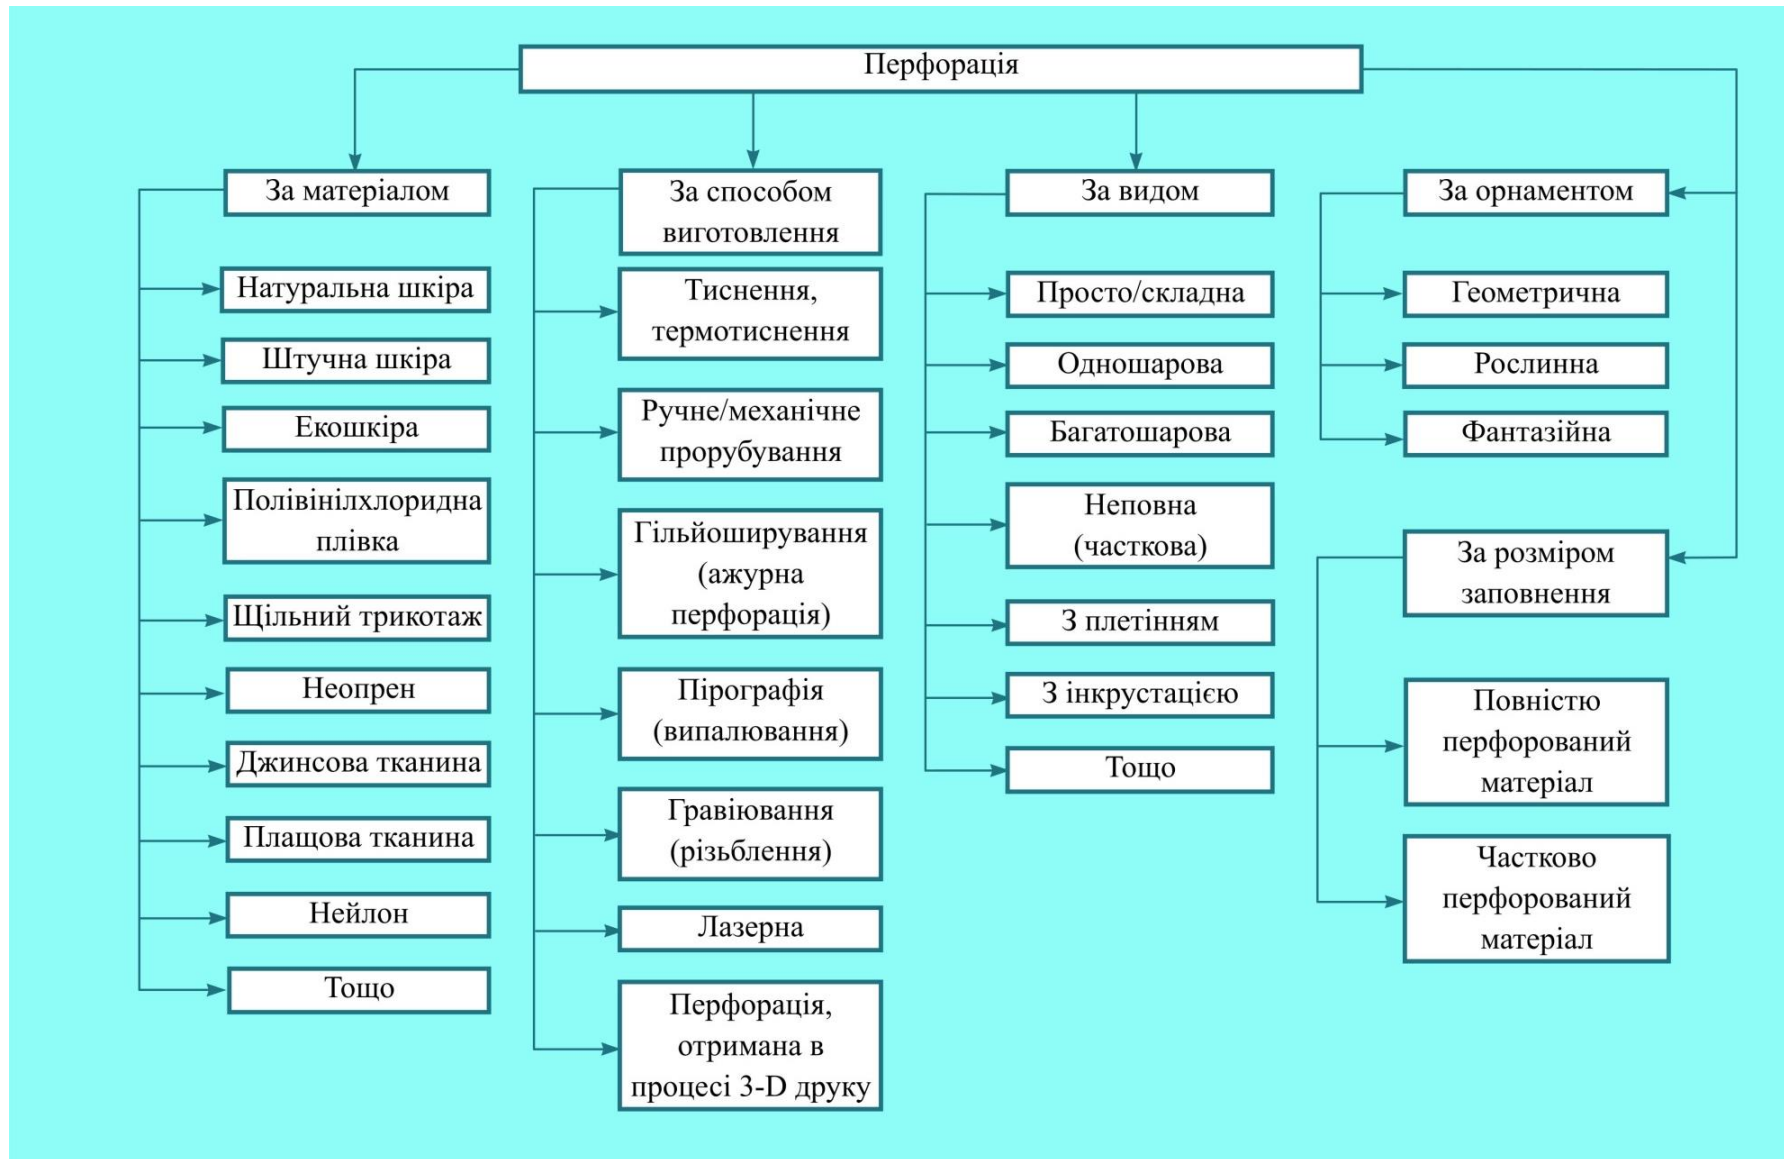 Перфорація
За матеріалом
Натуральна шкіра
Штучна шкіра
Екошкіра
Полівінілхлоридна
плівка
Щільний трикотаж
Неопрен
Джинсова тканина
Плащова тканина
Нейлон
Тощо
За способом
виготовлення
Тиснення,
термотиснення
Ручне/механічне
прорубування
Гільйоширування
(ажурна
перфорація)
Пірографія
(випалювання)
Гравіювання
(різьблення)
Лазерна
Перфорація,
отримана в
процесі 3-D друку
За видом
Просто/складна
Одношарова
Багатошарова
Неповна
(часткова)
З плетінням
З інкрустацією
Тощо
За орнаментом
Геометрична
Рослинна
Фантазійна
За розміром
заповнення
Повністю
перфорований
матеріал
Частково
перфорований
матеріал